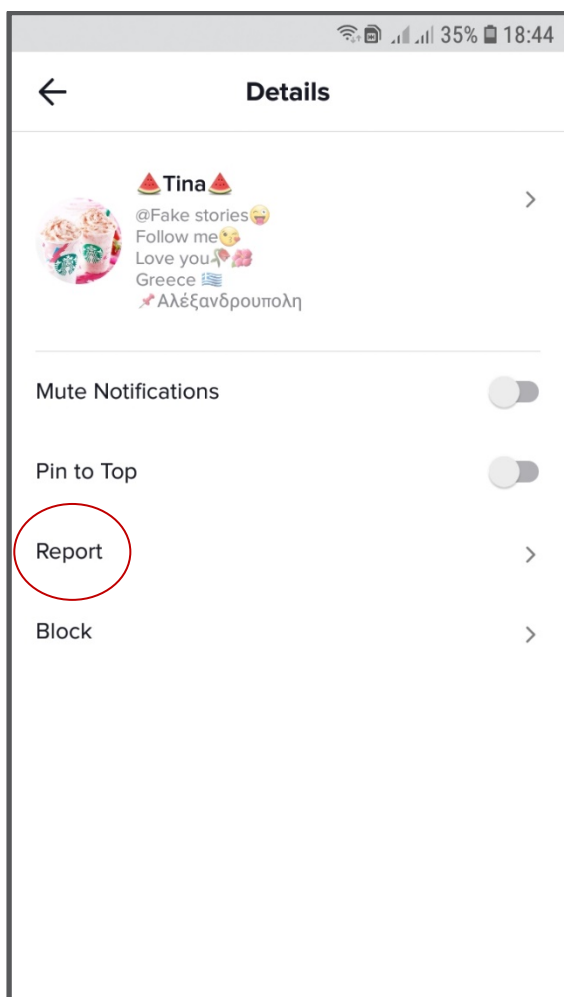 35% 18:44
Details
🍉Tina🍉
@Fake stories😜
Follow me😘
Love you🥀🌺
Greece 🇬🇷
📌Αλέξανδρουπολη
Mute Notifications
Pin to Top
Report
Block